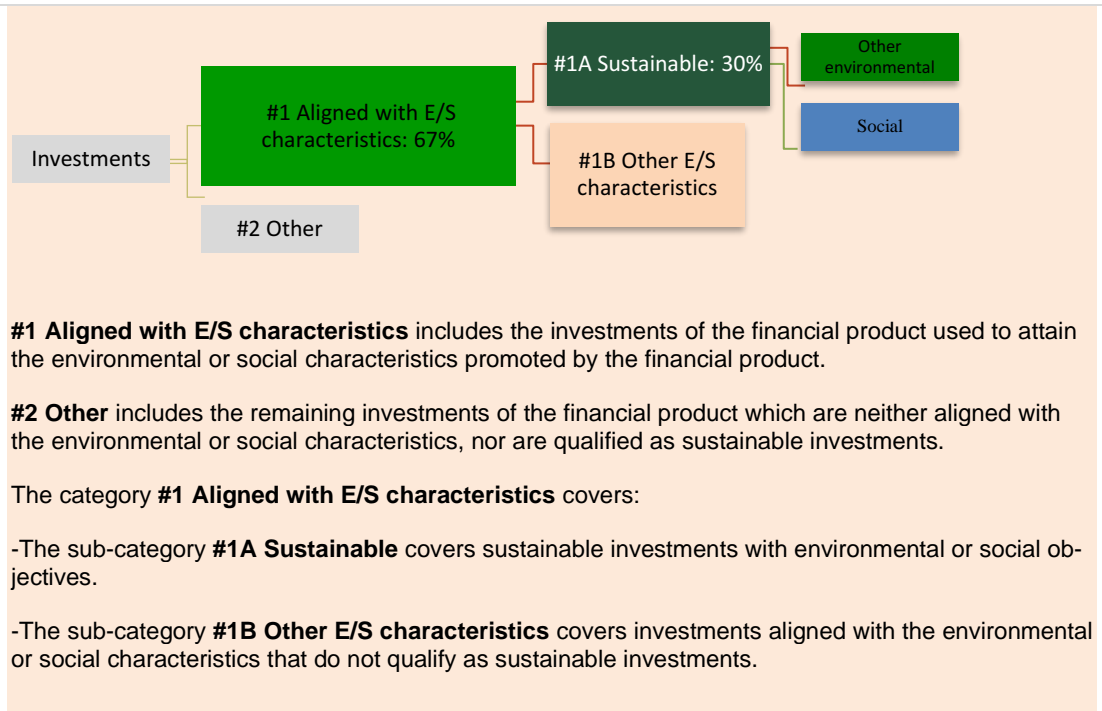 Investments
#1 Aligned with E/S
characteristics: 67%
#2 Other
#1A Sustainable: 30%
#1B Other E/S
characteristics
Other
environmental
Social
#1 Aligned with E/S characteristics includes the investments of the financial product used to attain
the environmental or social characteristics promoted by the financial product.
#2 Other includes the remaining investments of the financial product which are neither aligned with
the environmental or social characteristics, nor are qualified as sustainable investments.
The category #1 Aligned with E/S characteristics covers:
-The sub-category #1A Sustainable covers sustainable investments with environmental or social ob-
jectives.
-The sub-category #1B Other E/S characteristics covers investments aligned with the environmental
or social characteristics that do not qualify as sustainable investments.